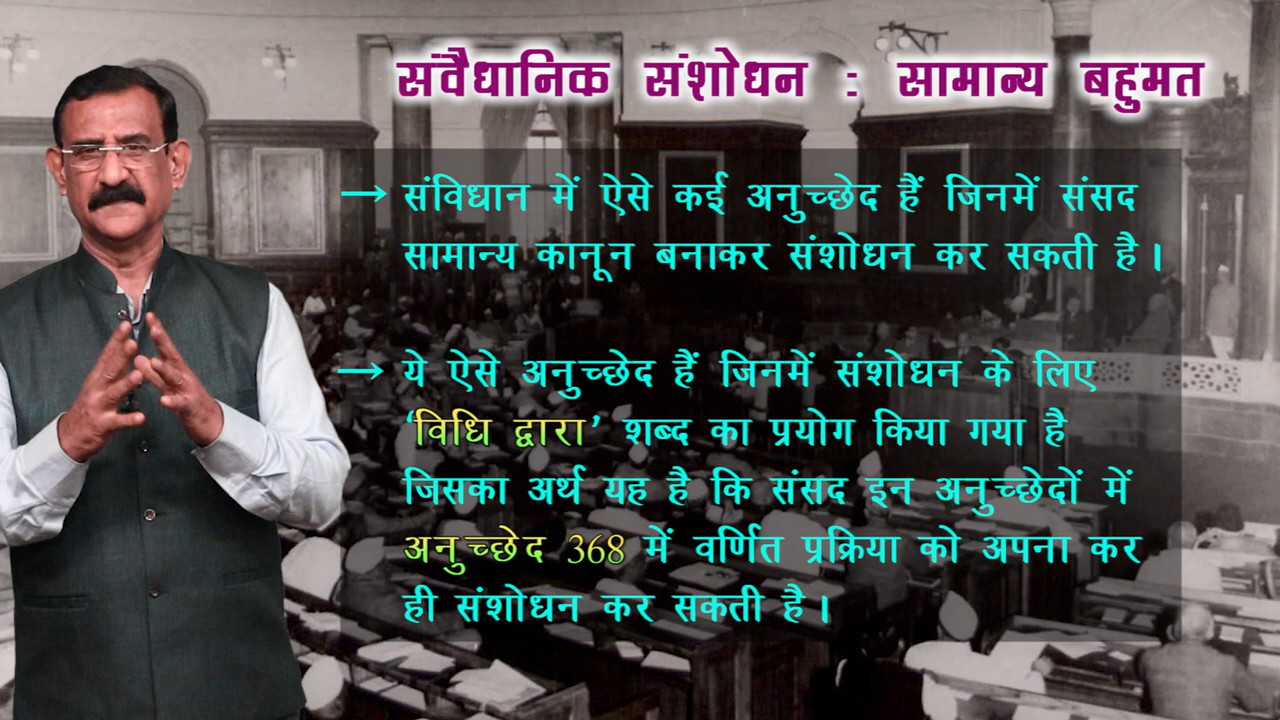 संवैधानिक संशोधन : सामान्य बहुमत
→ संविधान में ऐसे कई अनुच्छेद हैं जिनमें संसद
सामान्य कानून बनाकर संशोधन कर सकती है।
→ ये ऐसे अनुच्छेद हैं जिनमें संशोधन के लिए
‘विधि द्वारा’ शब्द का प्रयोग किया गया है
जिसका अर्थ यह है कि संसद इन अनुच्छेदों में
अनुच्छेद 368 में वर्णित प्रक्रिया को अपना कर
ही संशोधन कर सकती है।